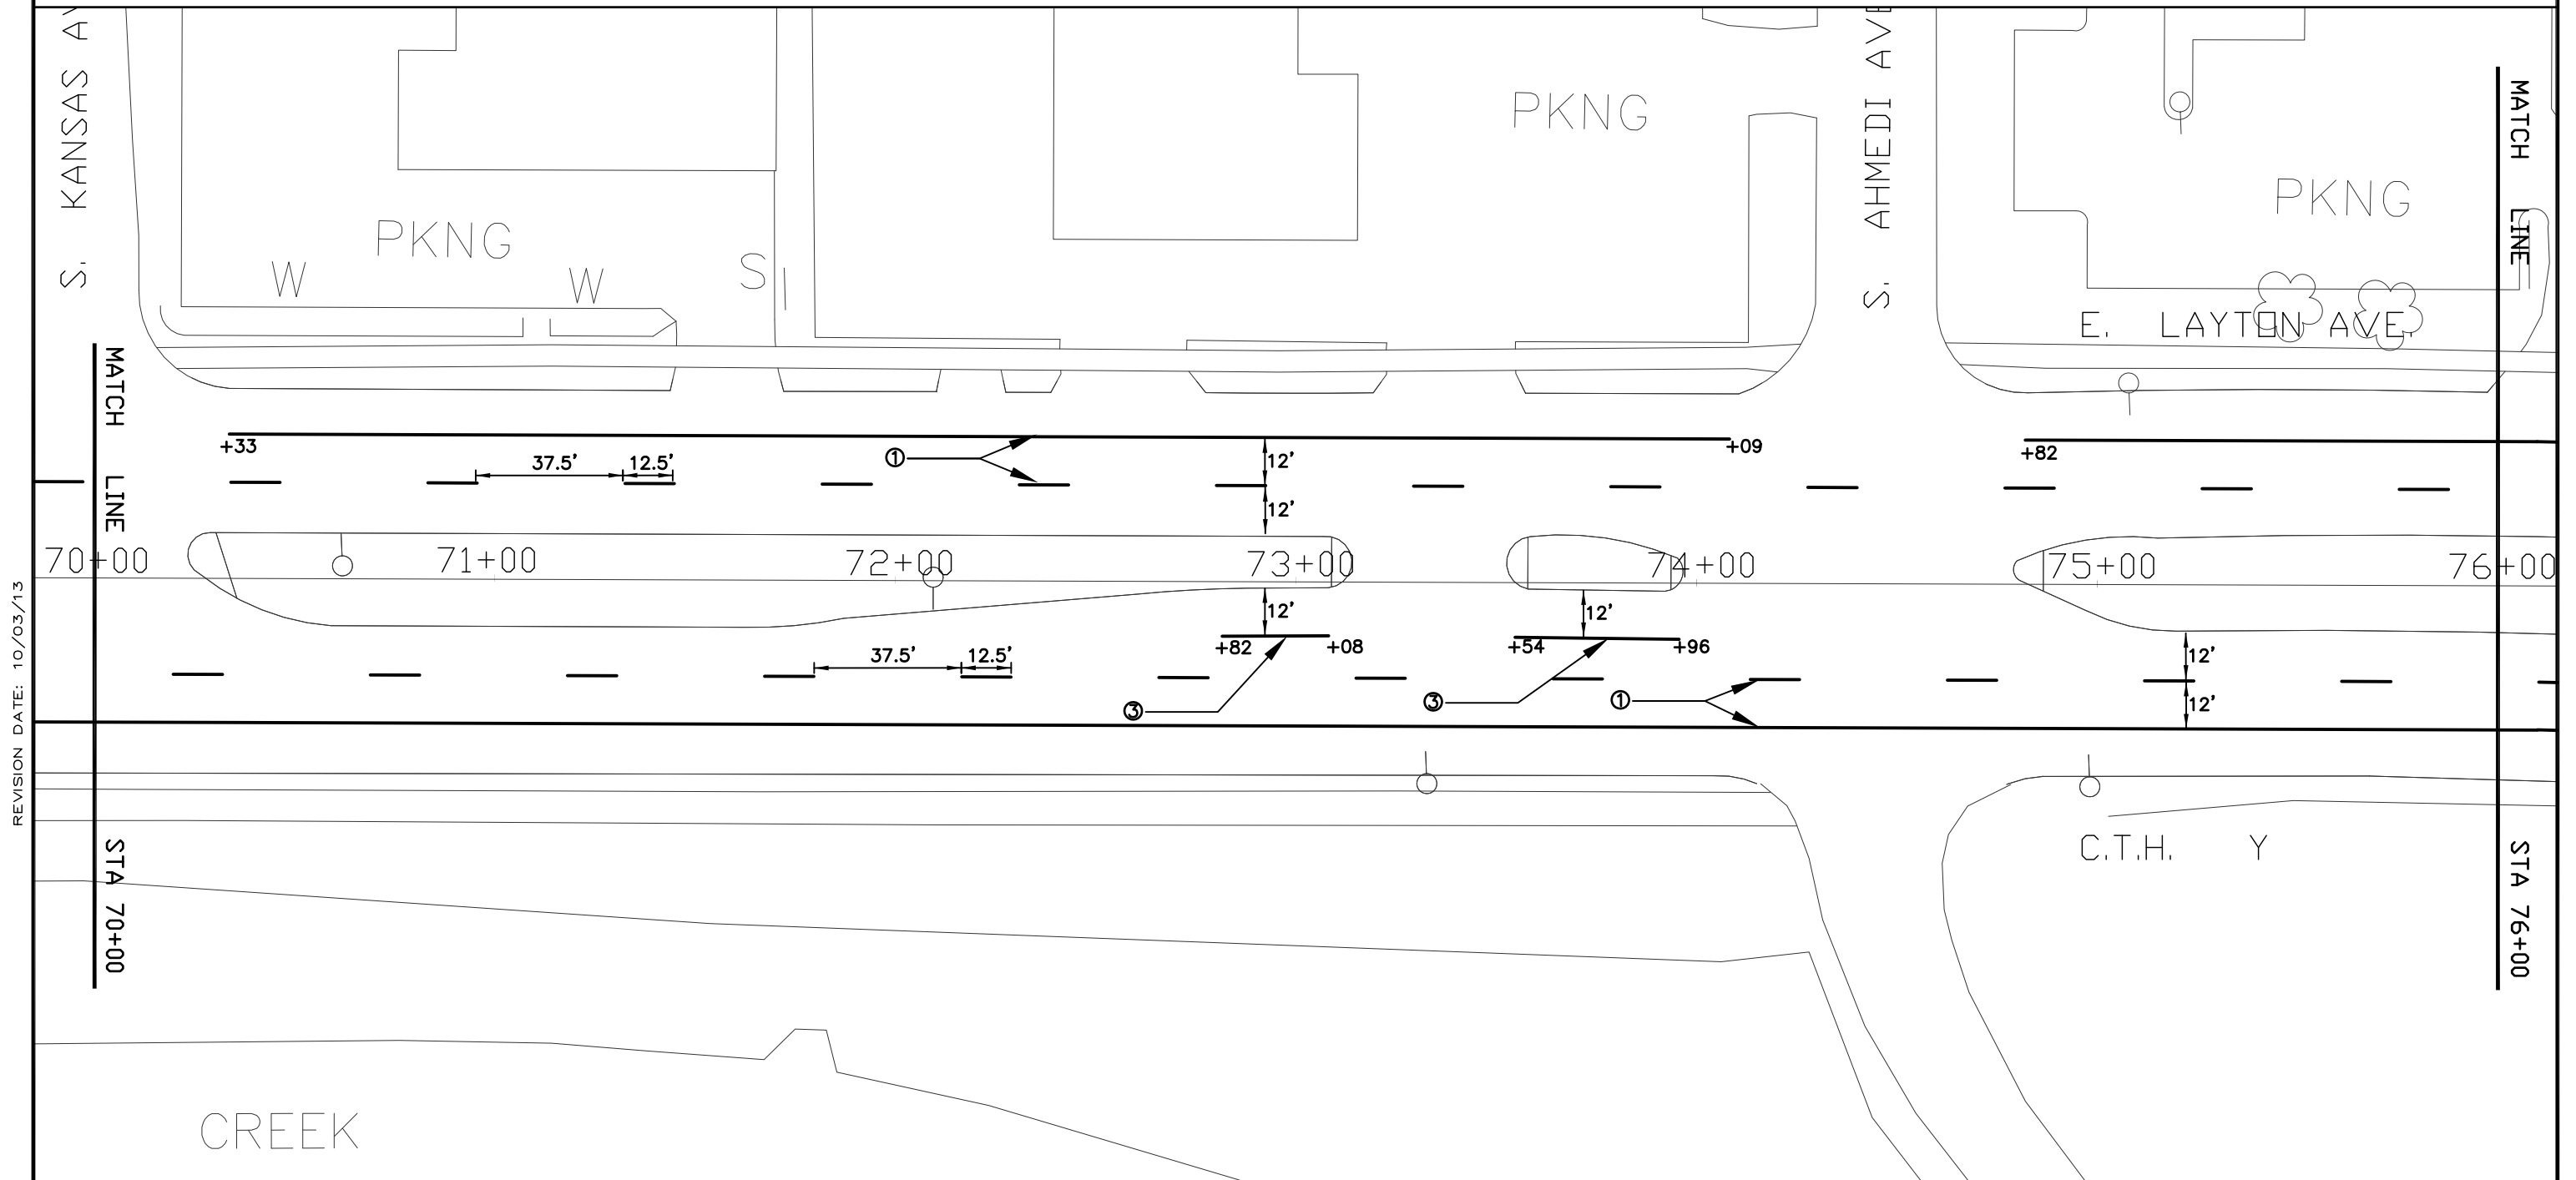 S. KANSAS AV
S. AHMEDI AVE
PKNG
PKNG
PKNG
W
W
S
E. LAYTON AVE.
MATCH LINE
MATCH LINE
+33
+09
+82
①
37.5'
12.5'
12'
12'
70+00
71+00
72+00
73+00
74+00
75+00
76+00
12'
12'
+82
+08
+54
+96
37.5'
12.5'
12'
12'
③
③
①
REVISION DATE: 10/03/13
C.T.H. Y
STA 70+00
STA 76+00
CREEK